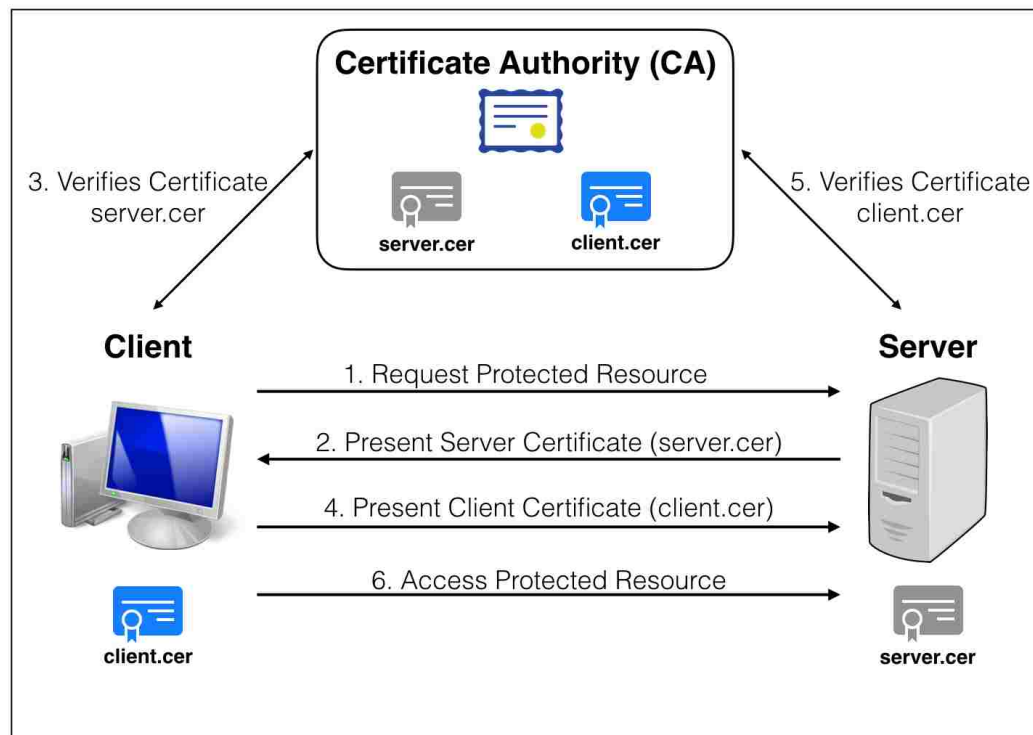 Certificate Authority (CA)
server.cer
client.cer
3. Verifies Certificate
server.cer
5. Verifies Certificate
client.cer
Client
Server
1. Request Protected Resource
2. Present Server Certificate (server.cer)
4. Present Client Certificate (client.cer)
6. Access Protected Resource
client.cer
server.cer